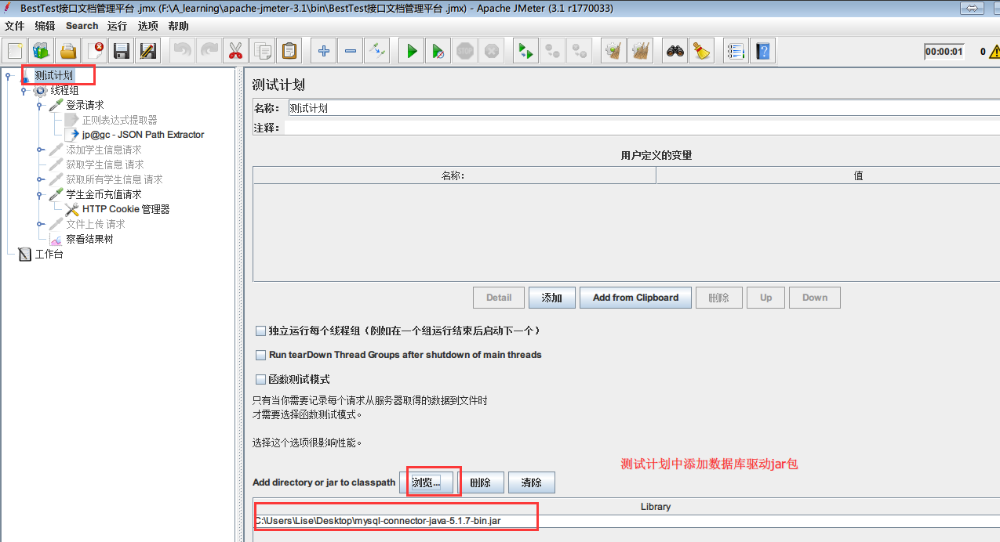 BestTest接口文档管理平台 .jmx (F:\A_learning\apache-jmeter-3.1\bin\BestTest接口文档管理平台 .jmx) - Apache JMeter (3.1 r1770033)
文件 编辑 Search 运行 选项 帮助
STOP
00:00:01 0
测试计划
线程组
登录请求
正则表达式提取器
jp@gc - JSON Path Extractor
添加学生信息请求
获取学生信息 请求
获取所有学生信息 请求
学生金币充值请求
HTTP Cookie 管理器
文件上传 请求
察看结果树
工作台
测试计划
名称： 测试计划
注释：
用户定义的变量
名称: 值
Detail 添加 Add from Clipboard 删除 Up Down
独立运行每个线程组（例如在一个组运行结束后启动下一个）
Run tearDown Thread Groups after shutdown of main threads
函数测试模式
只有当你需要记录每个请求从服务器取得的数据到文件时
才需要选择函数测试模式。
选择这个选项很影响性能。
测试计划中添加数据库驱动jar包
Add directory or jar to classpath 浏览... 删除 清除
Library
C:\Users\Lise\Desktop\mysql-connector-java-5.1.7-bin.jar